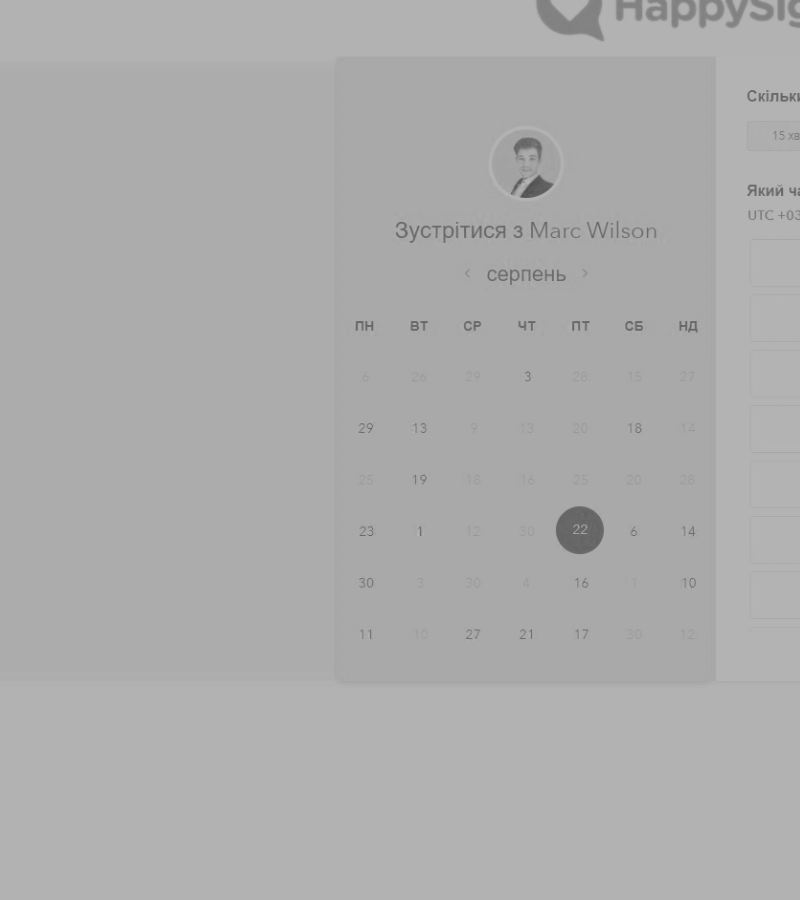 HappySig
Зустрітися з Marc Wilson
< серпень >
ПН ВТ СР ЧТ ПТ СБ НД
6 26 29 3 28 15 27
29 13 9 13 20 18 14
25 19 18 16 25 20 28
23 1 12 30 22 6 14
30 3 30 4 16 1 10
11 10 27 21 17 30 12
Скільки
15 хв
Який ча
UTC +03